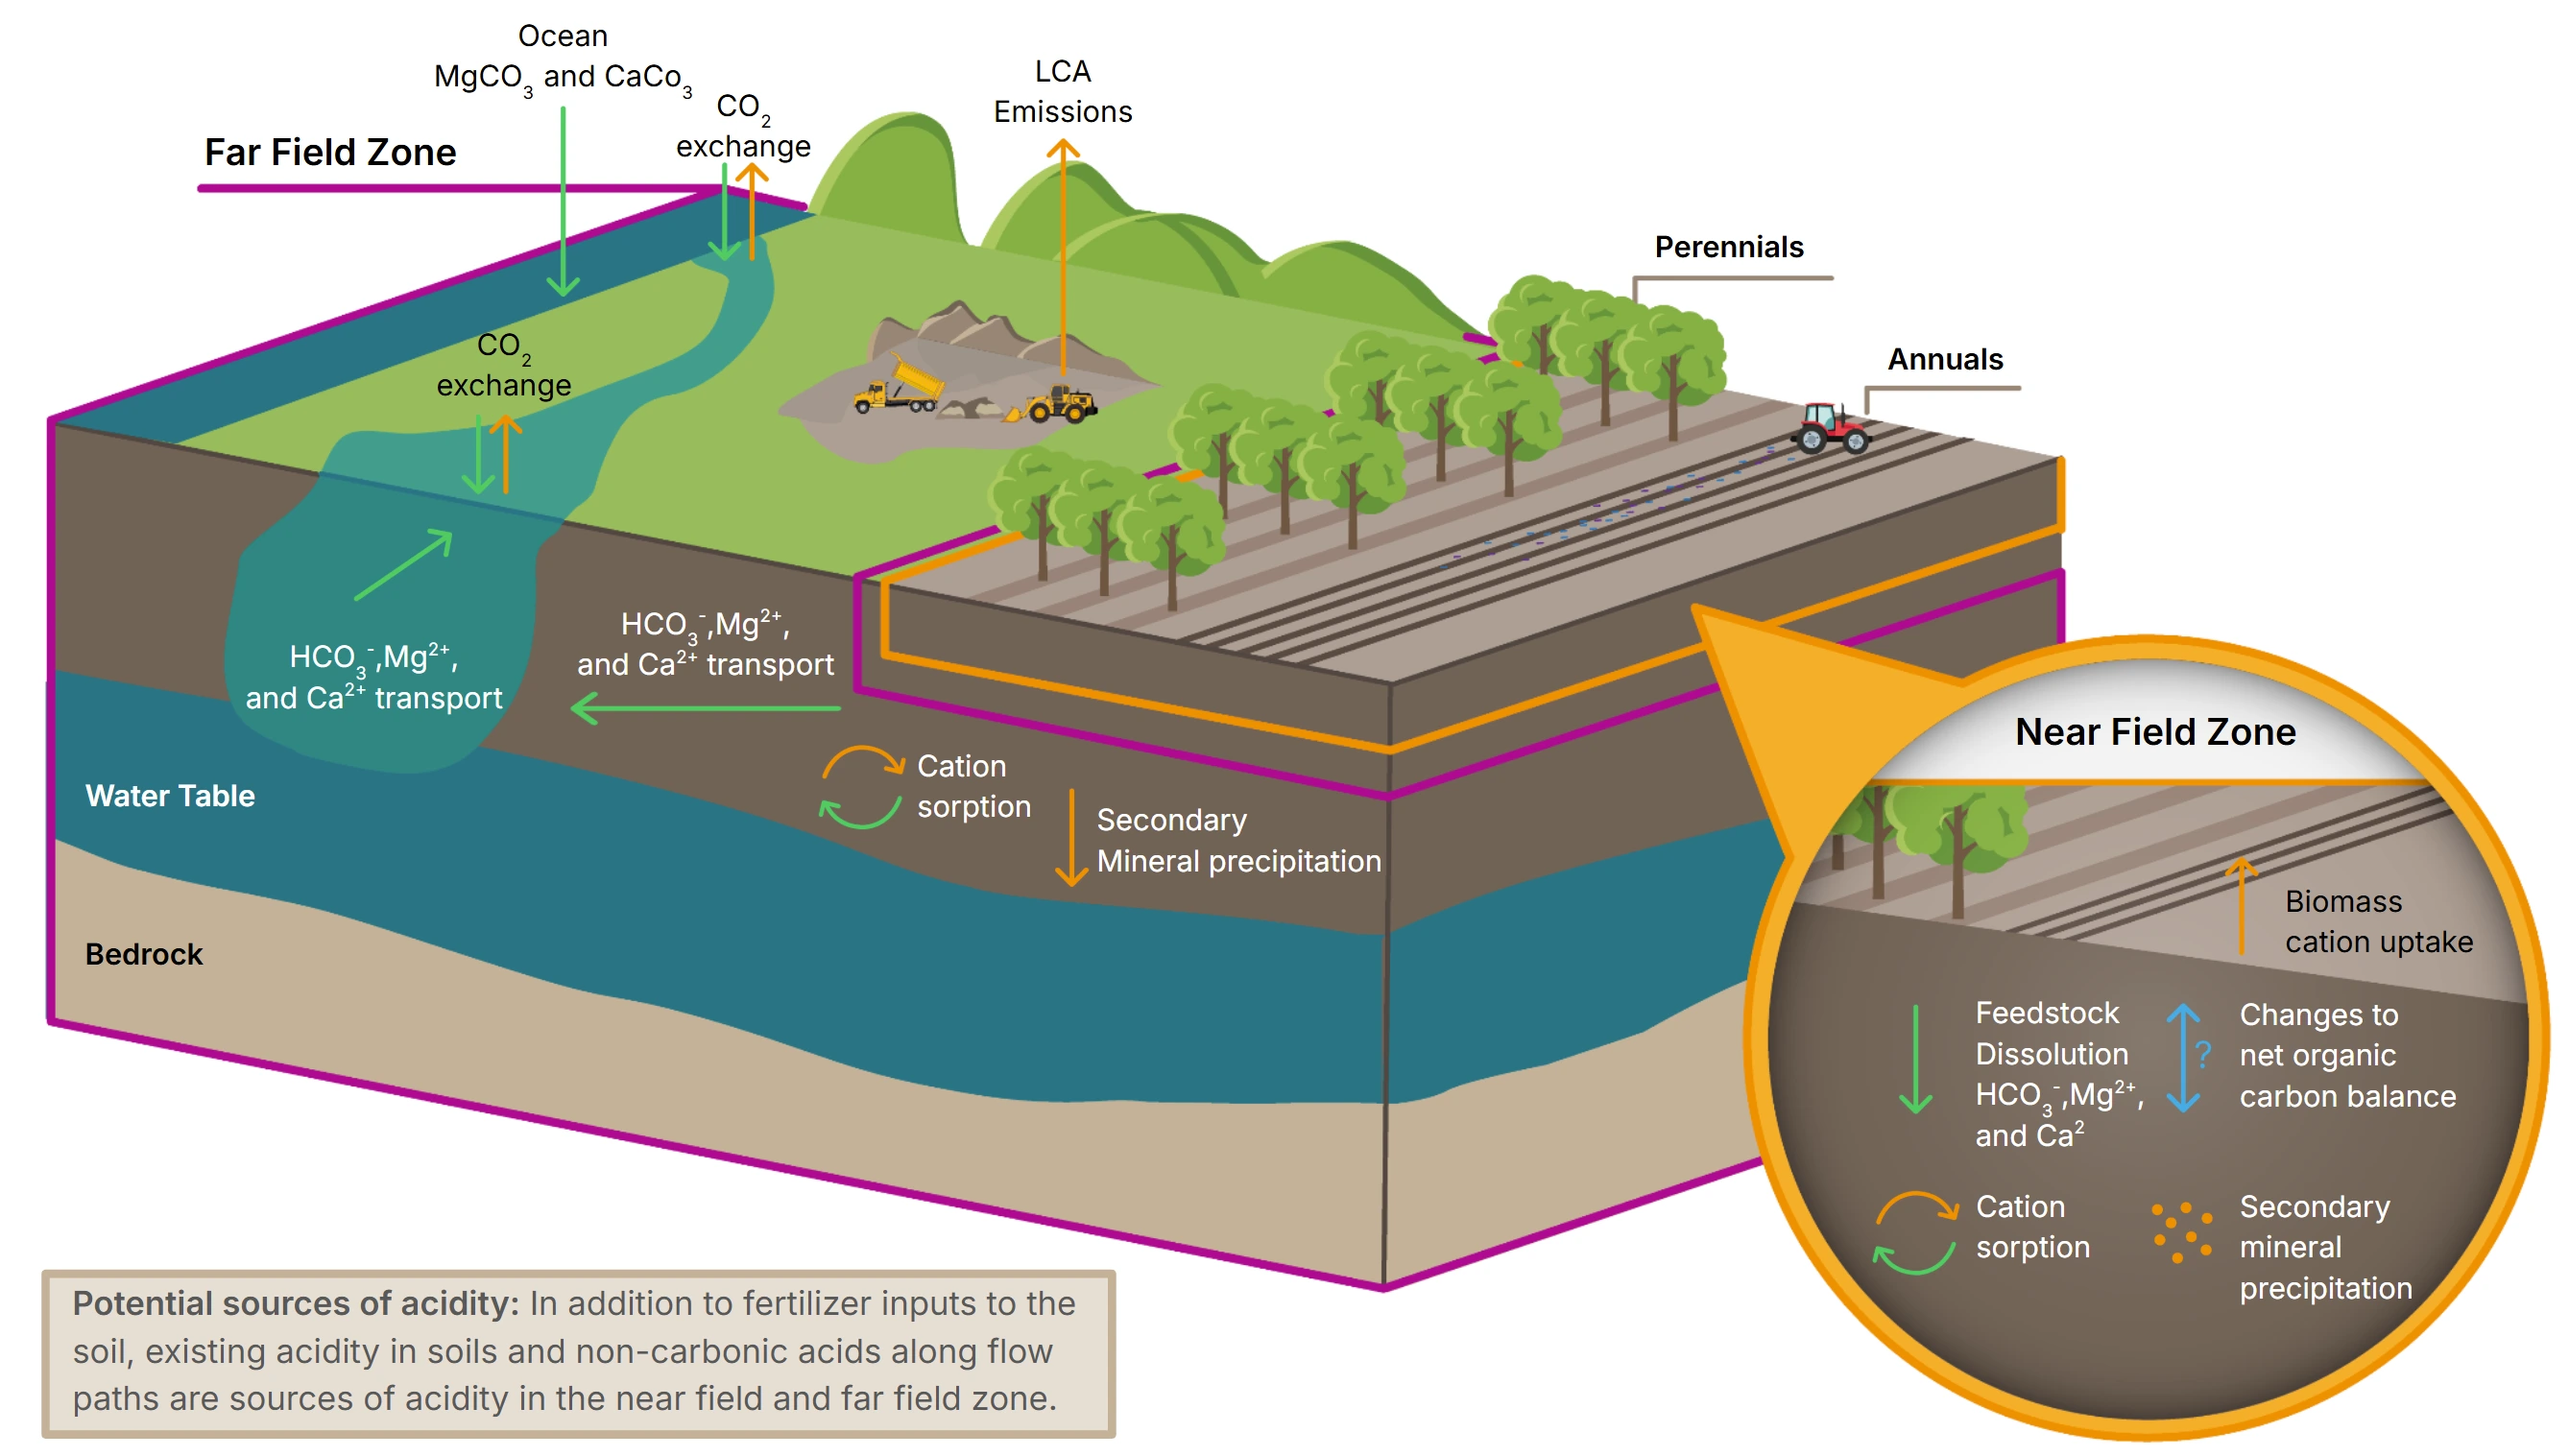 Ocean
MgCO₃ and CaCo₃
CO₂
exchange
LCA
Emissions
Far Field Zone
Perennials
Annuals
CO₂
exchange
HCO₃⁻,Mg²⁺,
and Ca²⁺ transport
HCO₃⁻,Mg²⁺,
and Ca²⁺ transport
Cation
sorption
Secondary
Mineral precipitation
Water Table
Bedrock
Near Field Zone
Biomass
cation uptake
Feedstock
Dissolution
HCO₃⁻,Mg²⁺,
and Ca²
?
Changes to
net organic
carbon balance
Cation
sorption
Secondary
mineral
precipitation
Potential sources of acidity: In addition to fertilizer inputs to the
soil, existing acidity in soils and non-carbonic acids along flow
paths are sources of acidity in the near field and far field zone.